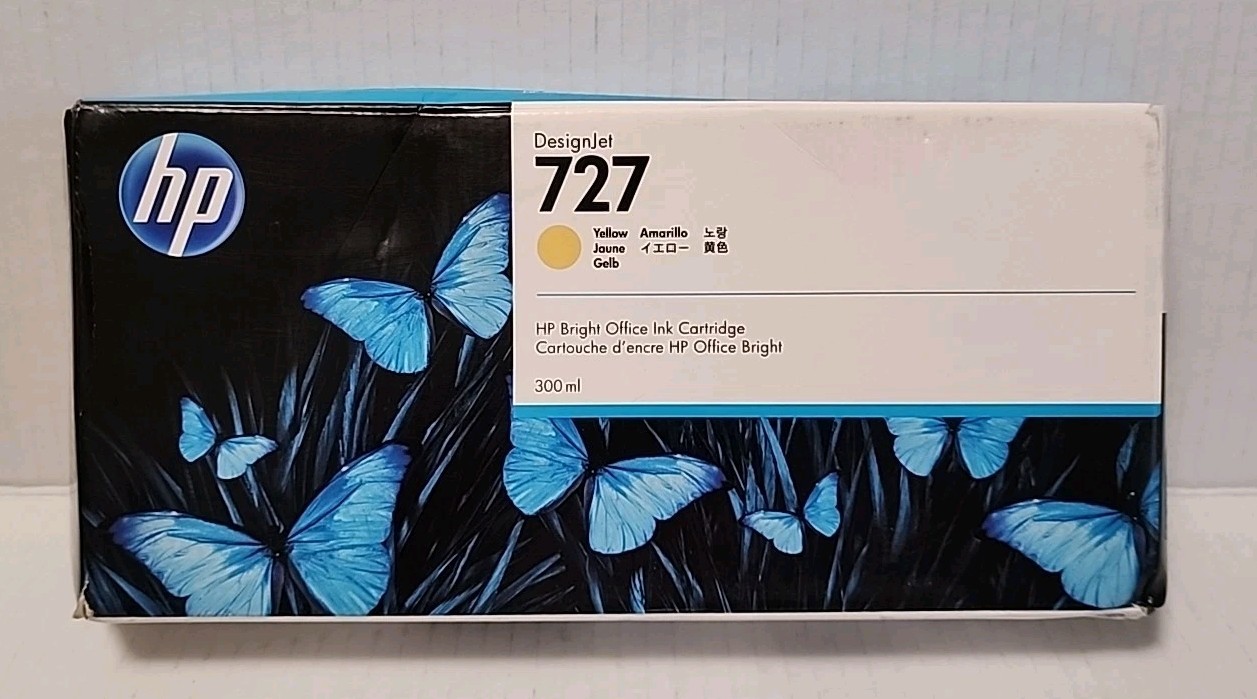 hp
DesignJet
727
Yellow Amarillo 노랑
Jaune イエロー 黄色
Gelb
HP Bright Office Ink Cartridge
Cartouche d'encre HP Office Bright
300 ml